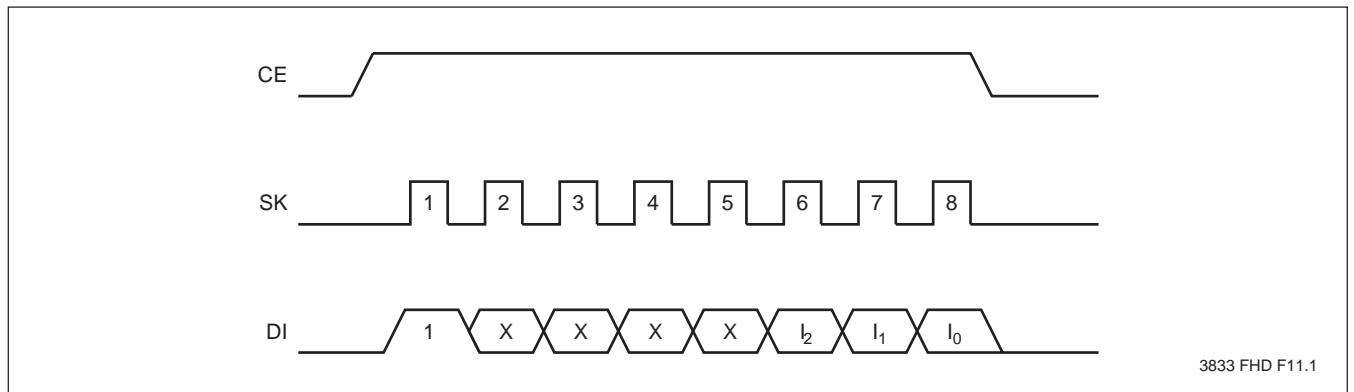 CE
SK 1 2 3 4 5 6 7 8
DI 1 X X X X I₂ I₁ I₀
3833 FHD F11.1